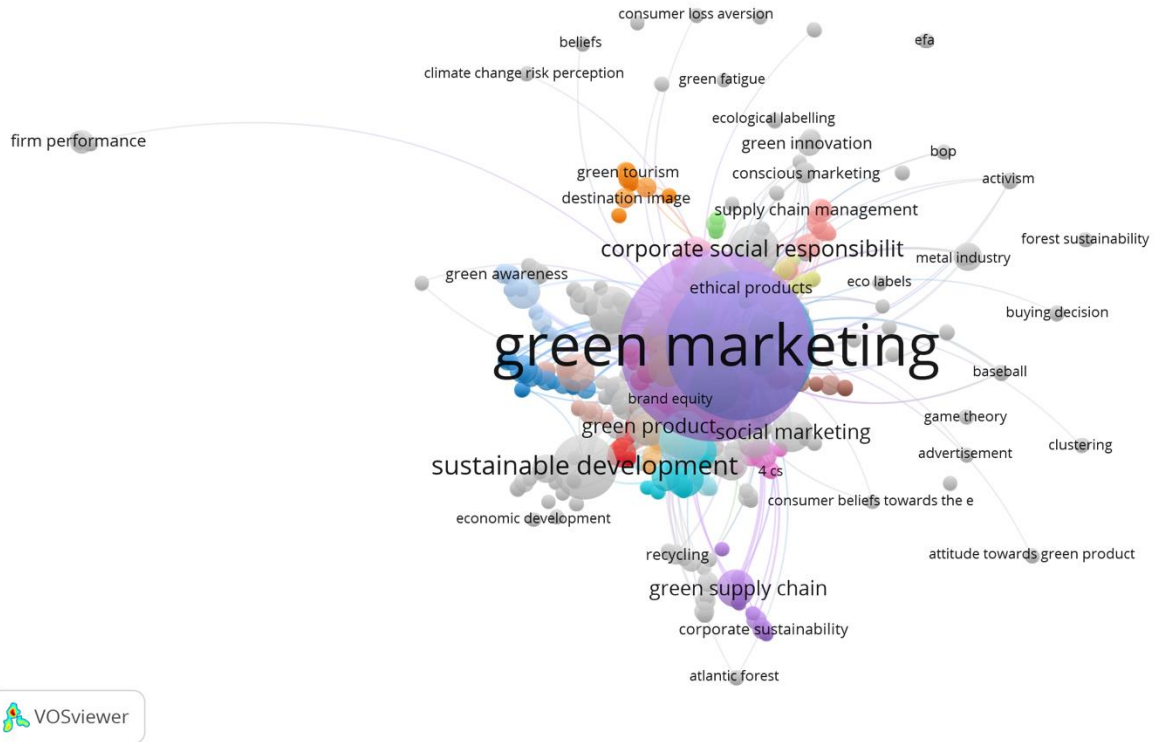 consumer loss aversion
beliefs
efa
climate change risk perception
green fatigue
ecological labelling
firm performance
green innovation
bop
green tourism
conscious marketing
activism
destination image
supply chain management
forest sustainability
corporate social responsibilit
metal industry
green awareness
ethical products
eco labels
buying decision
green marketing
baseball
brand equity
game theory
green product
social marketing
clustering
advertisement
sustainable development
4 cs
consumer beliefs towards the e
economic development
recycling
attitude towards green product
green supply chain
corporate sustainability
atlantic forest
VOSviewer